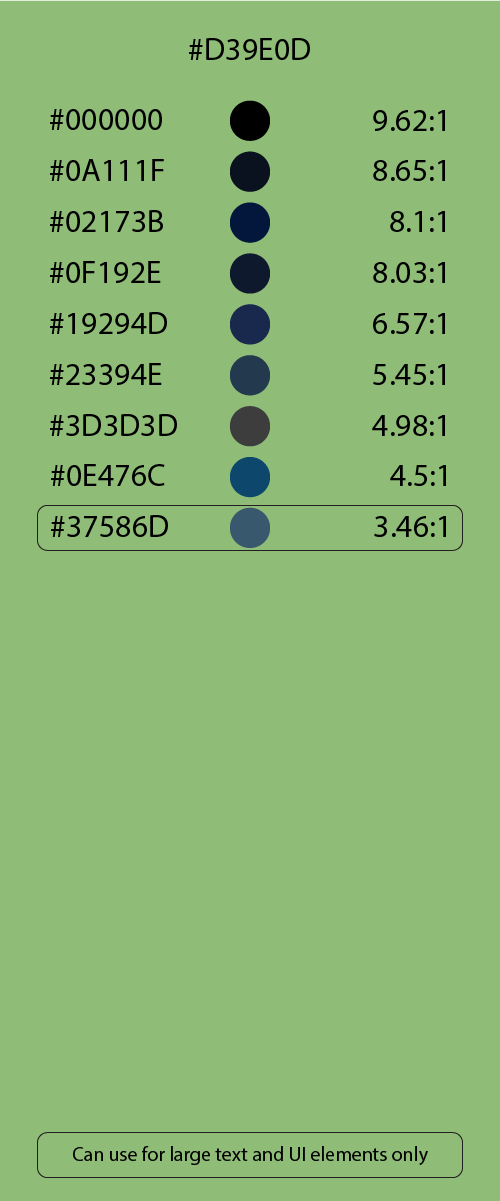 #D39E0D
#000000 9.62:1
#0A111F 8.65:1
#02173B 8.1:1
#0F192E 8.03:1
#19294D 6.57:1
#23394E 5.45:1
#3D3D3D 4.98:1
#0E476C 4.5:1
#37586D 3.46:1
Can use for large text and UI elements only